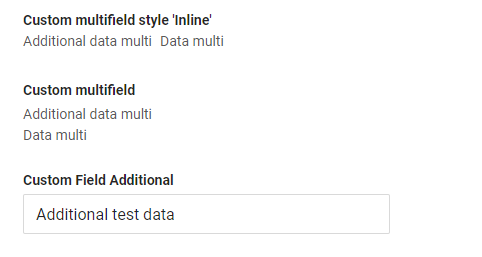 Custom multifield style 'Inline'
Additional data multi Data multi
Custom multifield
Additional data multi
Data multi
Custom Field Additional
Additional test data